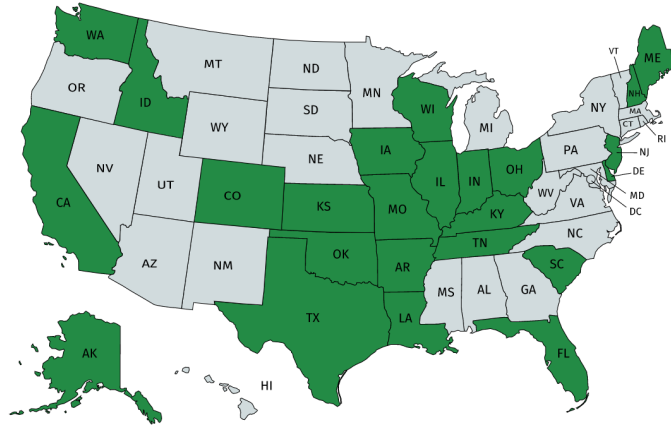 WA
ME
VT
MT
ND
OR
MN
NH
ID
WI
SD
NY
MA
MI
CT
RI
WY
IA
PA
NJ
NE
OH
NV
IL
IN
DE
UT
CO
WV
MD
CA
KS
MO
KY
VA
DC
NC
TN
OK
AZ
NM
AR
SC
MS
AL
GA
TX
LA
AK
FL
HI